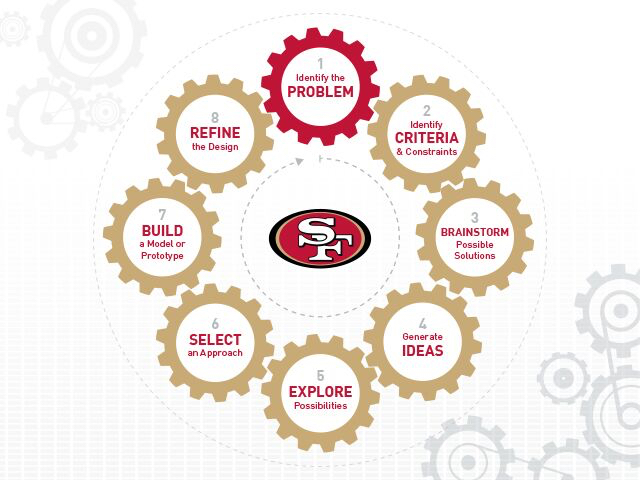 1
Identify the
PROBLEM
2
Identify
CRITERIA
& Constraints
3
BRAINSTORM
Possible
Solutions
4
Generate
IDEAS
5
EXPLORE
Possibilities
6
SELECT
an Approach
7
BUILD
a Model or
Prototype
8
REFINE
the Design
SF